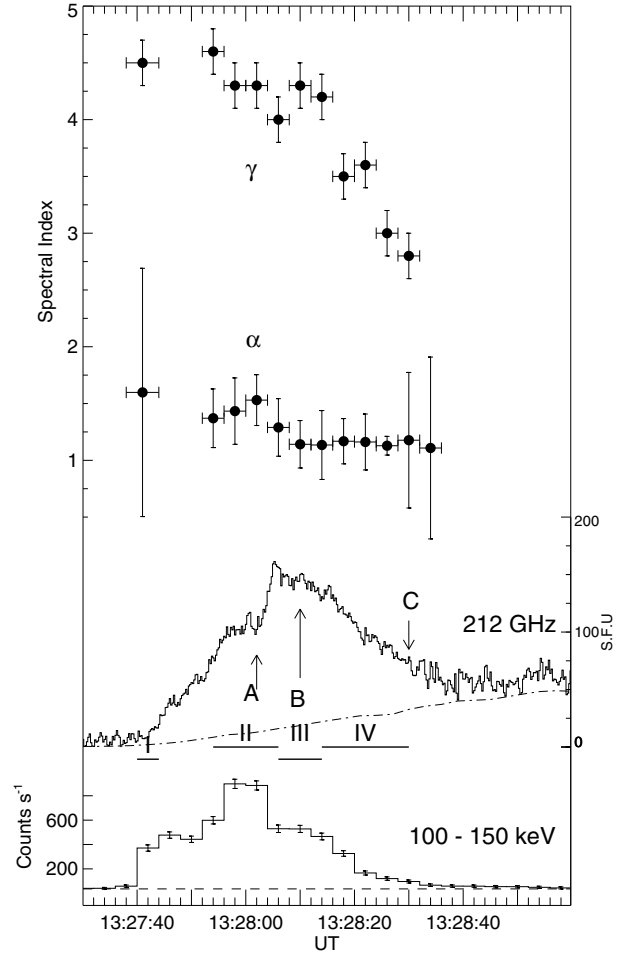 5
4
γ
3
Spectral Index
2
α
1
200
C
212 GHz
100
S.F.U
A
B
I
II
III
IV
0
Counts s-1
600
100 - 150 keV
200
13:27:40
13:28:00
13:28:20
13:28:40
UT